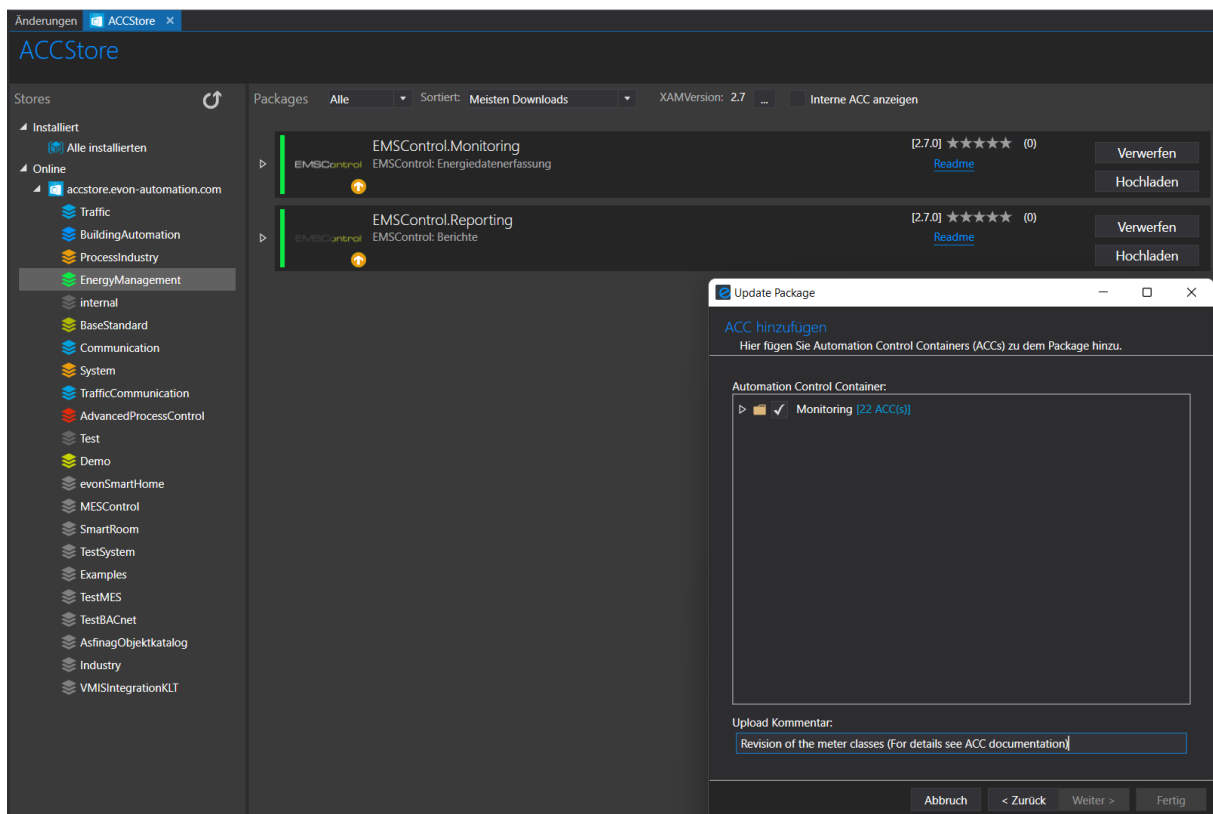 Änderungen
ACCStore ×
ACCStore
Stores
Installiert
Alle installierten
Online
accstore.evon-automation.com
Traffic
BuildingAutomation
ProcessIndustry
EnergyManagement
internal
BaseStandard
Communication
System
TrafficCommunication
AdvancedProcessControl
Test
Demo
evonSmartHome
MESControl
SmartRoom
TestSystem
Examples
TestMES
TestBACnet
AsfinagObjektkatalog
Industry
VMISIntegrationKLT
Packages Alle Sortiert: Meisten Downloads XAMVersion: 2.7 ... Interne ACC anzeigen
EMSControl
EMSControl.Monitoring
EMSControl: Energiedatenerfassung
[2.7.0] (0)
Readme
Verwerfen
Hochladen
EMSControl
EMSControl.Reporting
EMSControl: Berichte
[2.7.0] (0)
Readme
Verwerfen
Hochladen
Update Package
ACC hinzufügen
Hier fügen Sie Automation Control Containers (ACCs) zu dem Package hinzu.
Automation Control Container:
Monitoring [22 ACC(s)]
Upload Kommentar:
Revision of the meter classes (For details see ACC documentation)
Abbruch < Zurück Weiter > Fertig